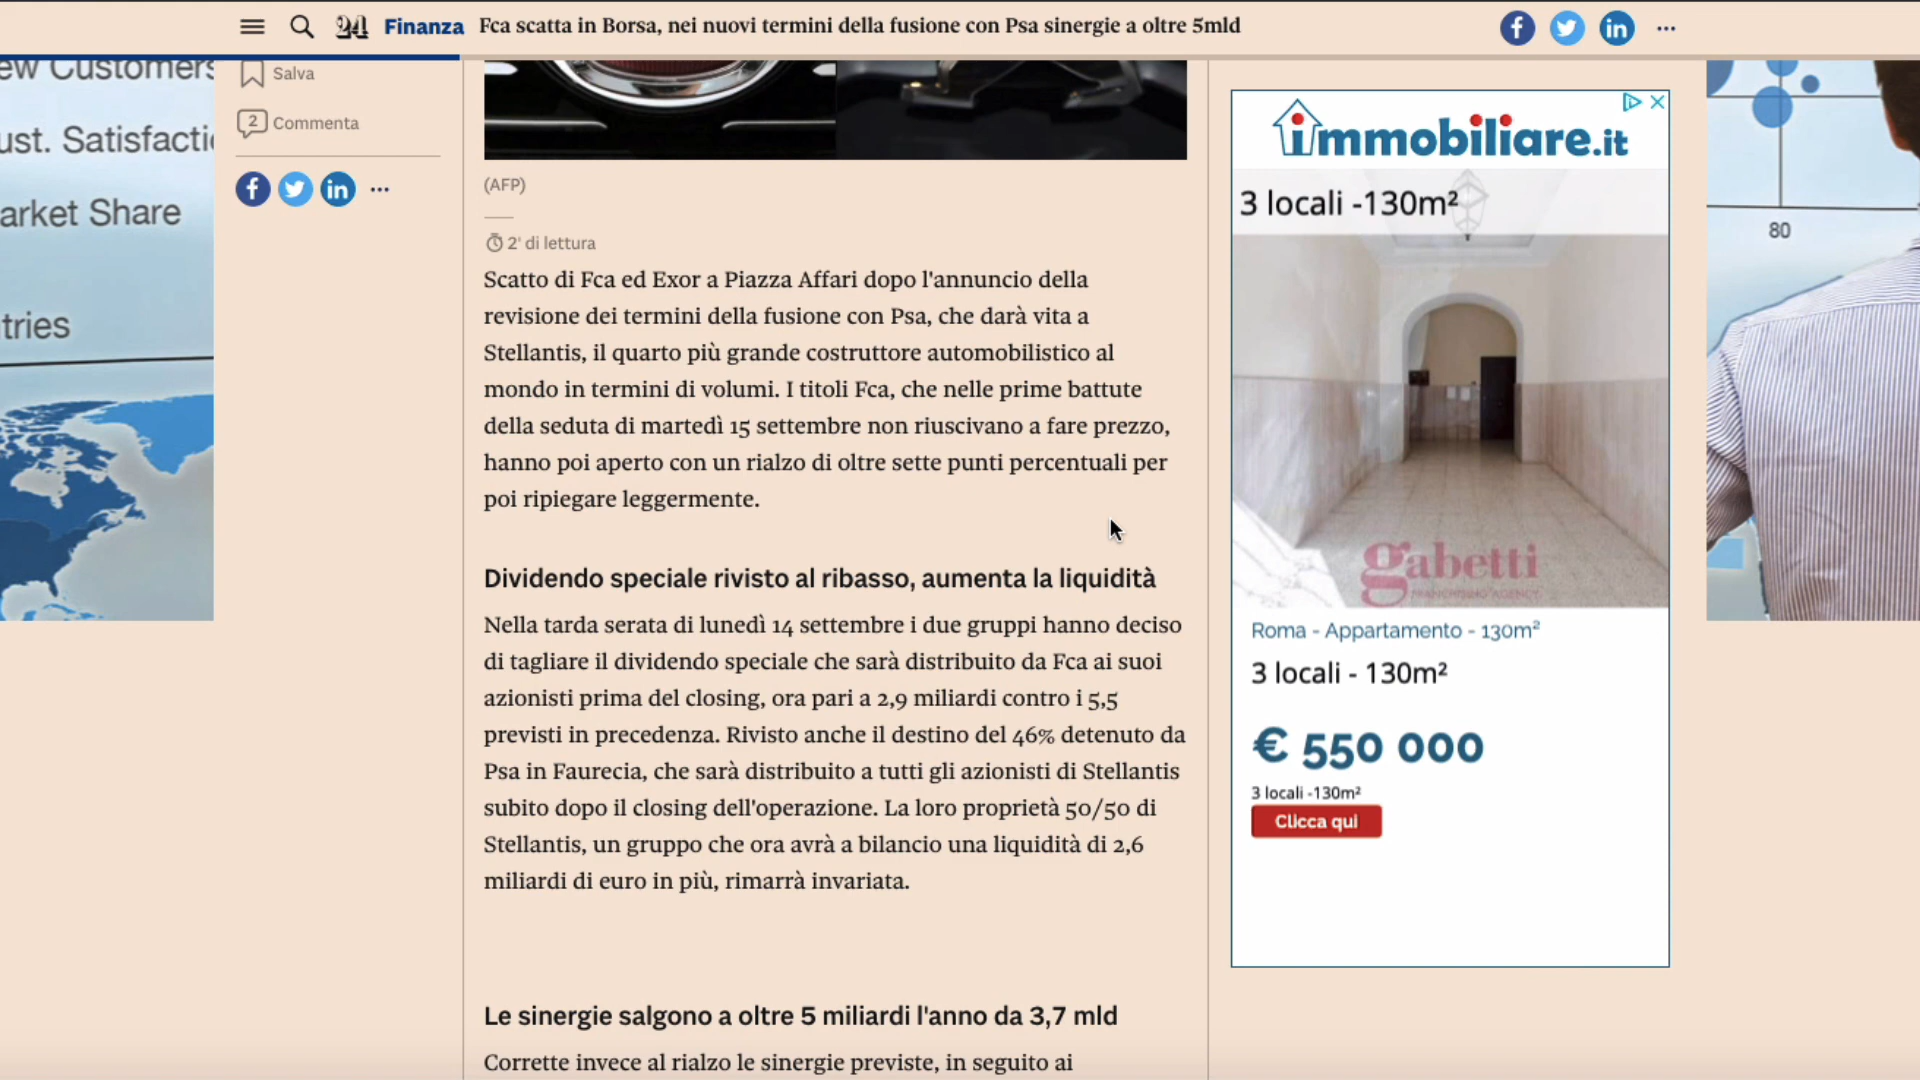 24 Finanza Fca scatta in Borsa, nei nuovi termini della fusione con Psa sinergie a oltre 5mld
ew Customers
ust. Satisfacti
arket Share
tries
Salva
2 Commenta
(AFP)
2' di lettura
Scatto di Fca ed Exor a Piazza Affari dopo l'annuncio della
revisione dei termini della fusione con Psa, che darà vita a
Stellantis, il quarto più grande costruttore automobilistico al
mondo in termini di volumi. I titoli Fca, che nelle prime battute
della seduta di martedì 15 settembre non riuscivano a fare prezzo,
hanno poi aperto con un rialzo di oltre sette punti percentuali per
poi ripiegare leggermente.
Dividendo speciale rivisto al ribasso, aumenta la liquidità
Nella tarda serata di lunedì 14 settembre i due gruppi hanno deciso
di tagliare il dividendo speciale che sarà distribuito da Fca ai suoi
azionisti prima del closing, ora pari a 2,9 miliardi contro i 5,5
previsti in precedenza. Rivisto anche il destino del 46% detenuto da
Psa in Faurecia, che sarà distribuito a tutti gli azionisti di Stellantis
subito dopo il closing dell'operazione. La loro proprietà 50/50 di
Stellantis, un gruppo che ora avrà a bilancio una liquidità di 2,6
miliardi di euro in più, rimarrà invariata.
Le sinergie salgono a oltre 5 miliardi l'anno da 3,7 mld
Corrette invece al rialzo le sinergie previste, in seguito ai
immobiliare.it
3 locali -130m²
gabetti
FRANCHISING AGENCY
Roma - Appartamento - 130m²
3 locali - 130m²
€ 550 000
3 locali -130m²
Clicca qui
80